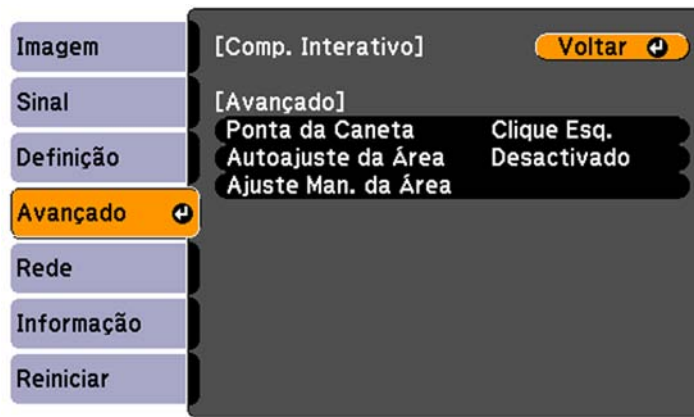 Imagem
Sinal
Definição
Avançado
Rede
Informação
Reiniciar
[Comp. Interativo] Voltar
[Avançado]
Ponta da Caneta Clique Esq.
Autoajuste da Área Desactivado
Ajuste Man. da Área